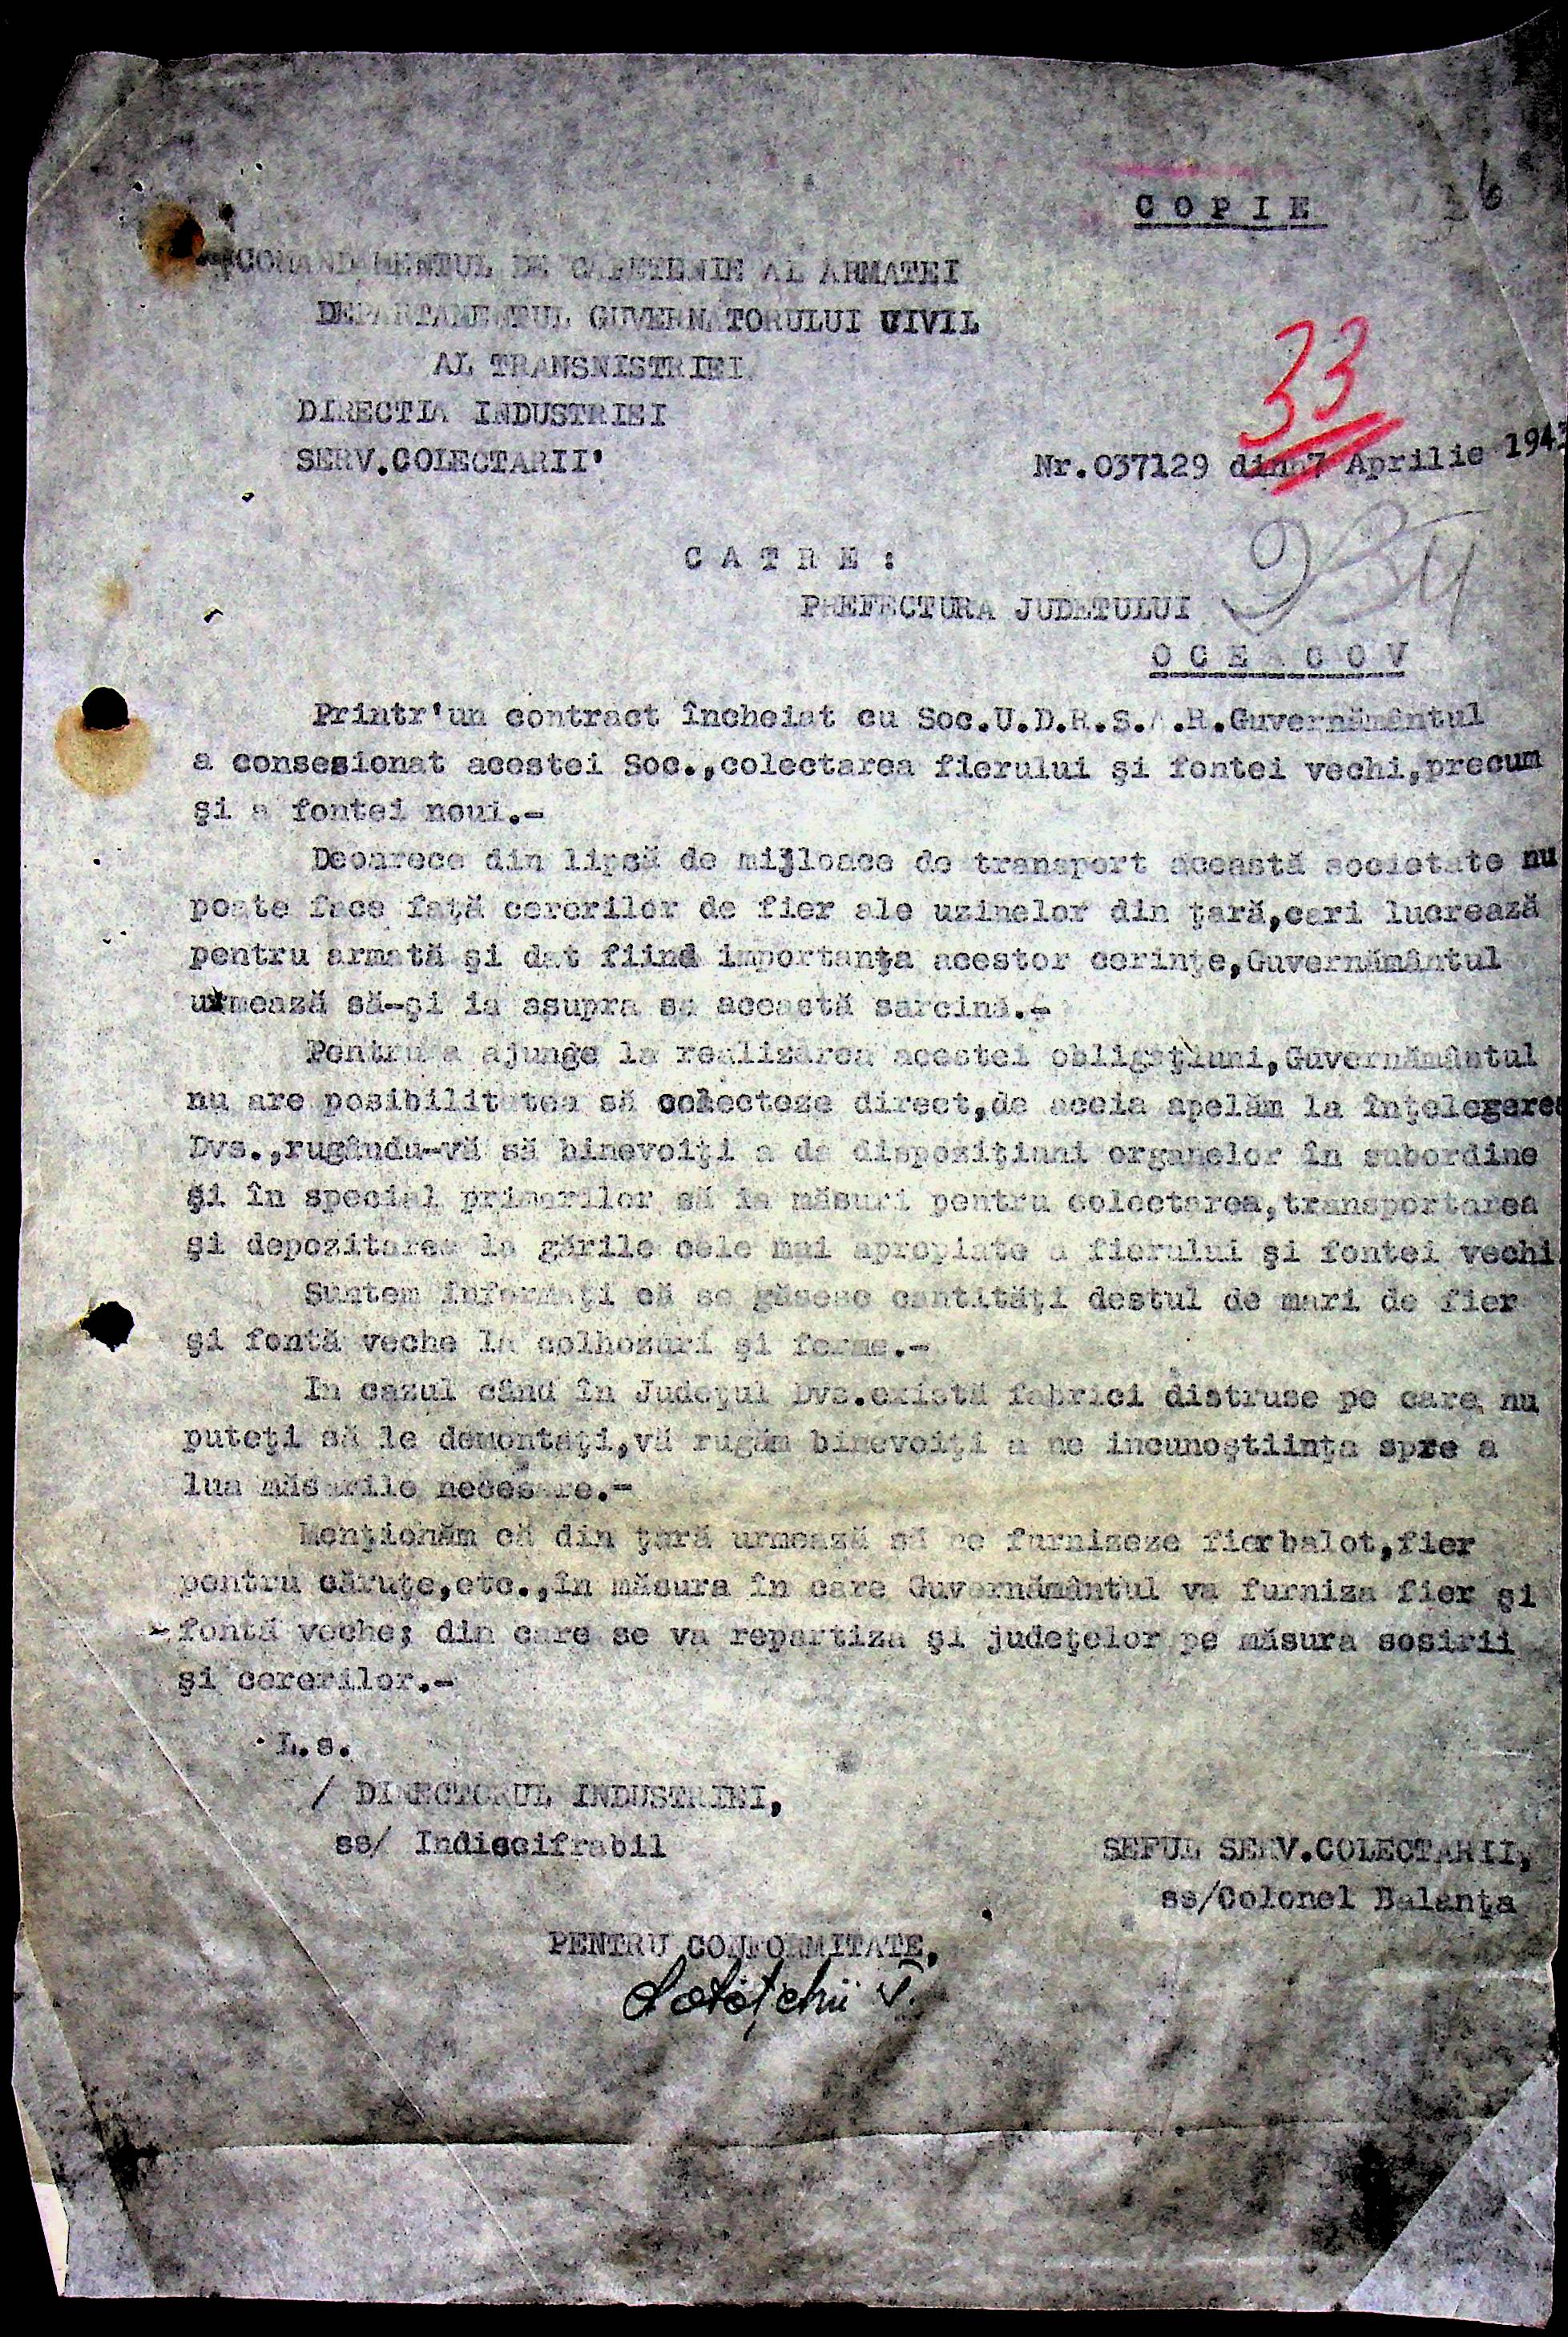 COPIE
COMANDAMENTUL DE CAPETENIE AL ARMATEI
DEPARTAMENTUL GUVERNATORULUI CIVIL
AL TRANSNISTRIEI
33
DIRECTIA INDUSTRIEI
SERV.COLECTARII
Nr.037129 din 7 Aprilie 194
CATRE:
PREFECTURA JUDETULUI
OCEACOV
Printr'un contract încheiat cu Soc.U.D.R.S.A.R.Guvernământul
a consesionat acestei Soc.,colectarea fierului şi fontei vechi,precum
şi a fontei noui.-
Deoarece din lipsă de mijloace de transport această societate nu
poate face faţă cererilor de fier ale uzinelor din ţară,cari lucrează
pentru armată şi dat fiind importanţa acestor cerinţe,Guvernământul
urmează să-şi ia asupra sa această sarcină.-
Pentru a ajunge la realizarea acestei obligaţiuni,Guvernământul
nu are posibilitatea să colecteze direct,de aceia apelăm la înţelegerea
Dvs.,rugându-vă să binevoiţi a da dispoziţiuni organelor în subordine
şi în special primarilor să ia măsuri pentru colectarea,transportarea
şi depozitarea la gările cele mai apropiate a fierului şi fontei vechi
Suntem informaţi că se găsesc cantităţi destul de mari de fier
şi fontă veche la colhozuri şi ferme.-
In cazul când în Judeţul Dvs.există fabrici distruse pe care nu
puteţi să le demontaţi,vă rugăm binevoiţi a ne incunoştiinţa spre a
lua măsurile necesare.-
Menţionăm că din ţară urmează să ne furnizeze fier balot,fier
pentru căruţe,etc.,în măsura în care Guvernământul va furniza fier şi
fontă veche; din care se va repartiza şi judeţelor pe măsura sosirii
şi cererilor.-
L.s.
/ DIRECTORUL INDUSTRIEI,
ss/ Indiscifrabil
SEFUL SERV.COLECTARII,
ss/Colonel Balanţa
PENTRU CONFORMITATE,